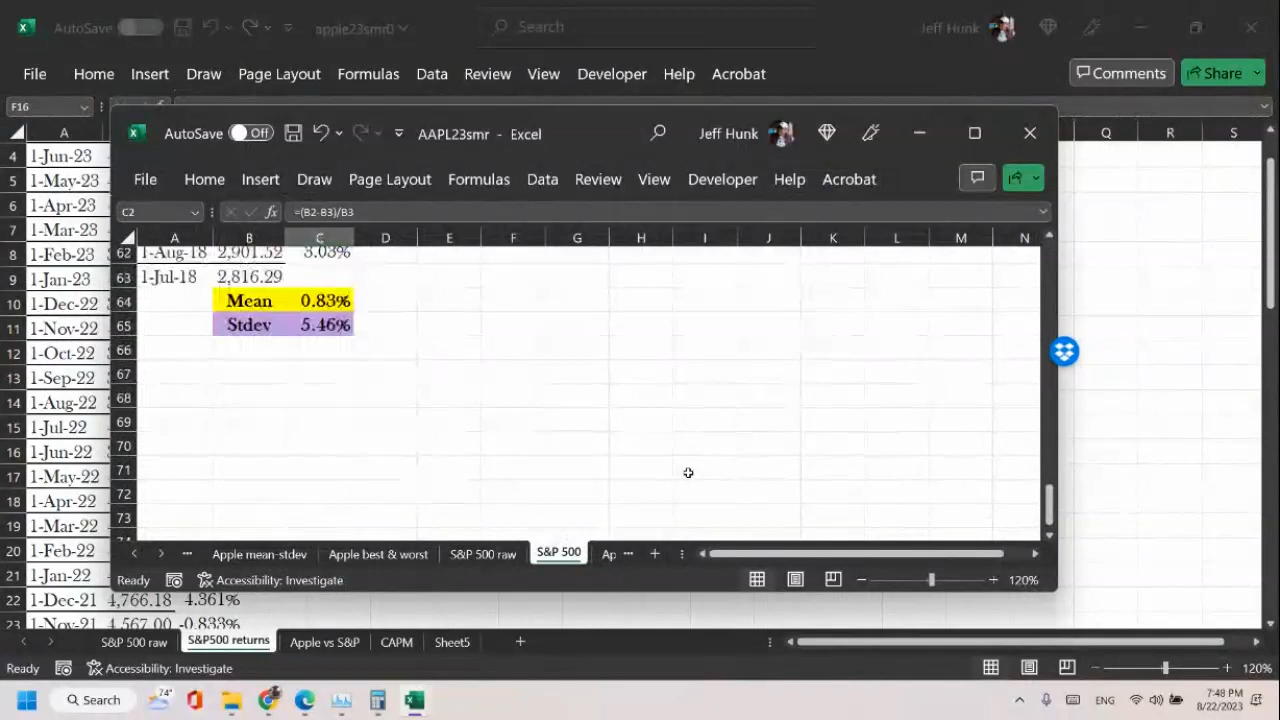 AutoSave apple23smr0 Search Jeff Hunk
File Home Insert Draw Page Layout Formulas Data Review View Developer Help Acrobat Comments Share
F16
A Q R S
4 1-Jun-23
5 1-May-23
6 1-Apr-23
7 1-Mar-23
8 1-Feb-23
9 1-Jan-23
10 1-Dec-22
11 1-Nov-22
12 1-Oct-22
13 1-Sep-22
14 1-Aug-22
15 1-Jul-22
16 1-Jun-22
17 1-May-22
18 1-Apr-22
19 1-Mar-22
20 1-Feb-22
21 1-Jan-22
22 1-Dec-21 4,766.18 4.361%
23 1-Nov-21 4,567.00 -0.833%
AutoSave Off AAPL23smr - Excel Jeff Hunk
File Home Insert Draw Page Layout Formulas Data Review View Developer Help Acrobat
C2 fx =(B2-B3)/B3
A B C D E F G H I J K L M N
62 1-Aug-18 2,901.52 3.03%
63 1-Jul-18 2,816.29
64 Mean 0.83%
65 Stdev 5.46%
66
67
68
69
70
71
72
73
Apple mean-stdev Apple best & worst S&P 500 raw S&P 500 Ap
Ready Accessibility: Investigate 120%
S&P 500 raw S&P500 returns Apple vs S&P CAPM Sheet5
Ready Accessibility: Investigate 120%
Search 74° ENG 7:48 PM
8/22/2023